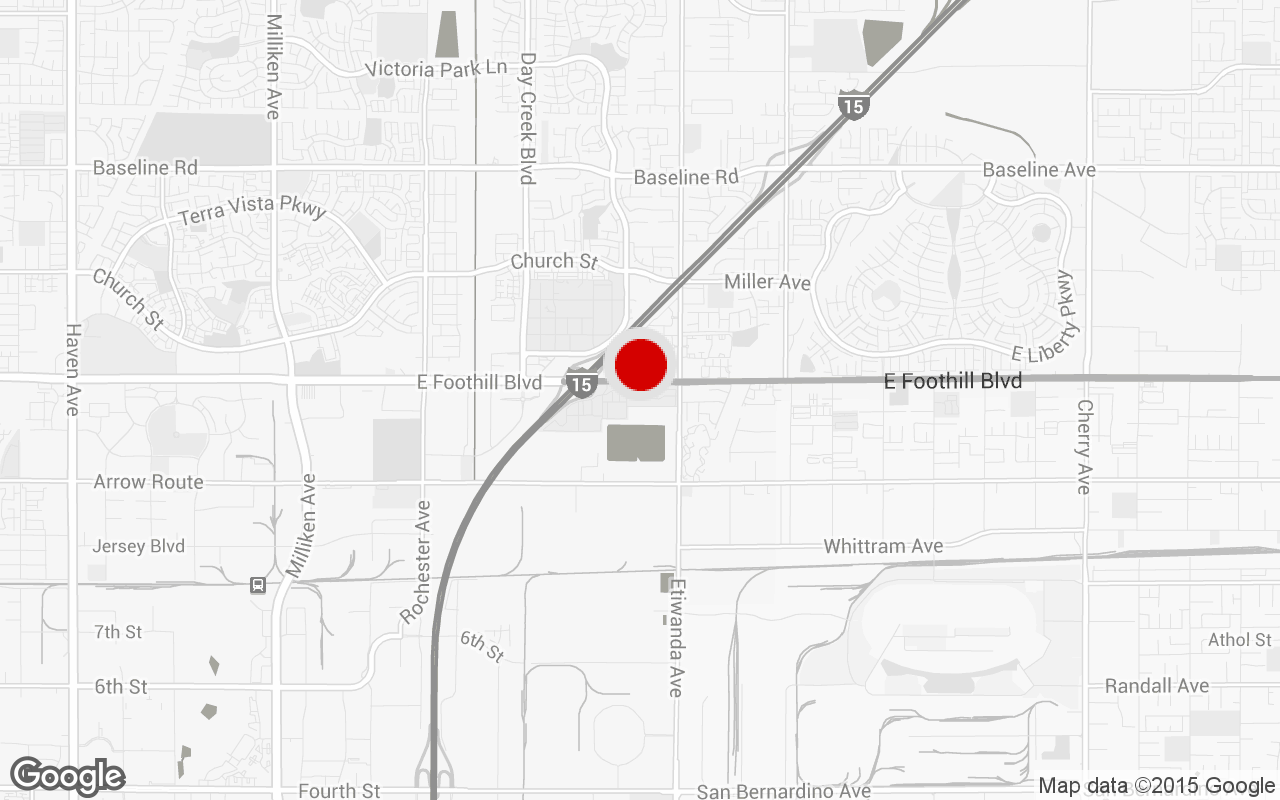 Milliken Ave
Victoria Park Ln
Day Creek Blvd
15
Baseline Rd
Baseline Rd
Baseline Ave
Terra Vista Pkwy
Church St
Church St
Miller Ave
E Liberty Pkwy
Haven Ave
E Foothill Blvd
15
E Foothill Blvd
Cherry Ave
Arrow Route
Milliken Ave
Rochester Ave
Jersey Blvd
Whittram Ave
Etiwanda Ave
7th St
6th St
Athol St
6th St
Randall Ave
Google
Fourth St
San Bernardino Ave
San Bernardino Ave
Map data ©2015 Google